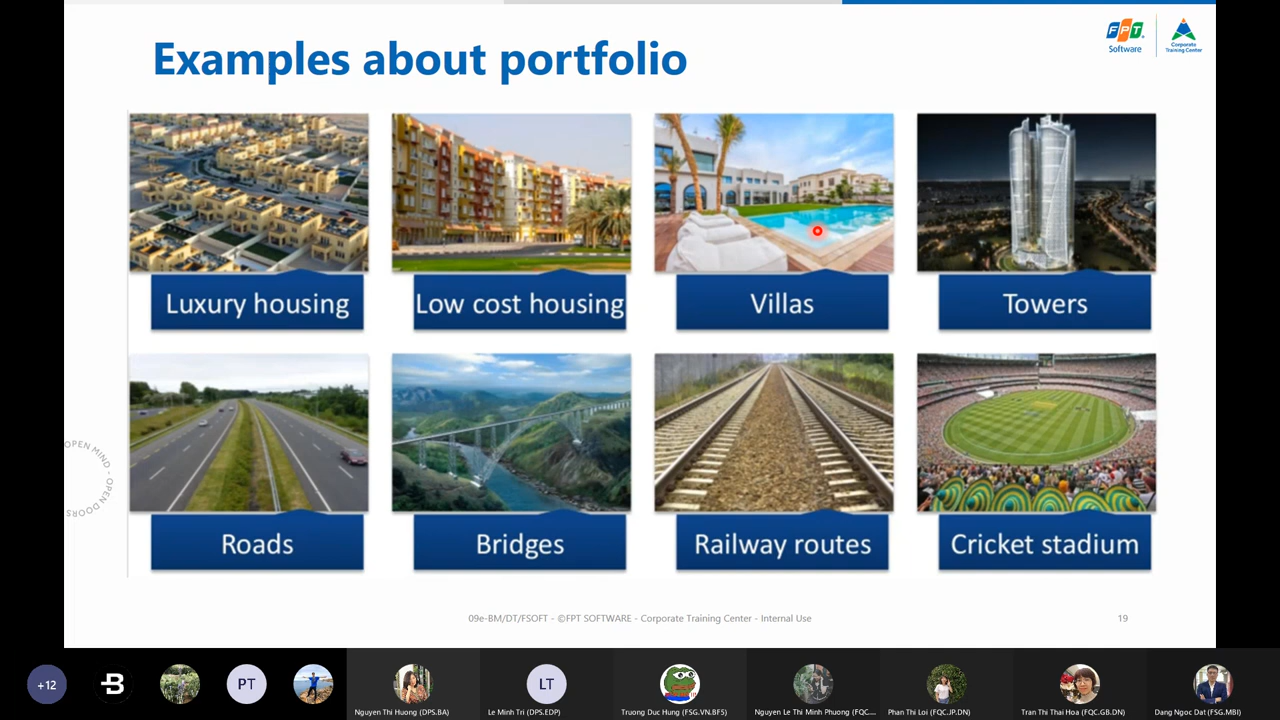 Examples about portfolio
FPT
Software
Corporate
Training Center
Luxury housing
Low cost housing
Villas
Towers
OPEN MIND - OPEN DOORS
Roads
Bridges
Railway routes
Cricket stadium
09e-BM/DT/FSOFT - ©FPT SOFTWARE - Corporate Training Center - Internal Use
19
+12
B
PT
LT
Nguyen Thi Huong (DPS.BA)
Le Minh Tri (DPS.EDP)
Truong Duc Hung (FSG.VN.BF5)
Nguyen Le Thi Minh Phuong (FQC....
Phan Thi Loi (FQC.JP.DN)
Tran Thi Thai Hoa (FQC.GB.DN)
Dang Ngoc Dat (FSG.MBI)